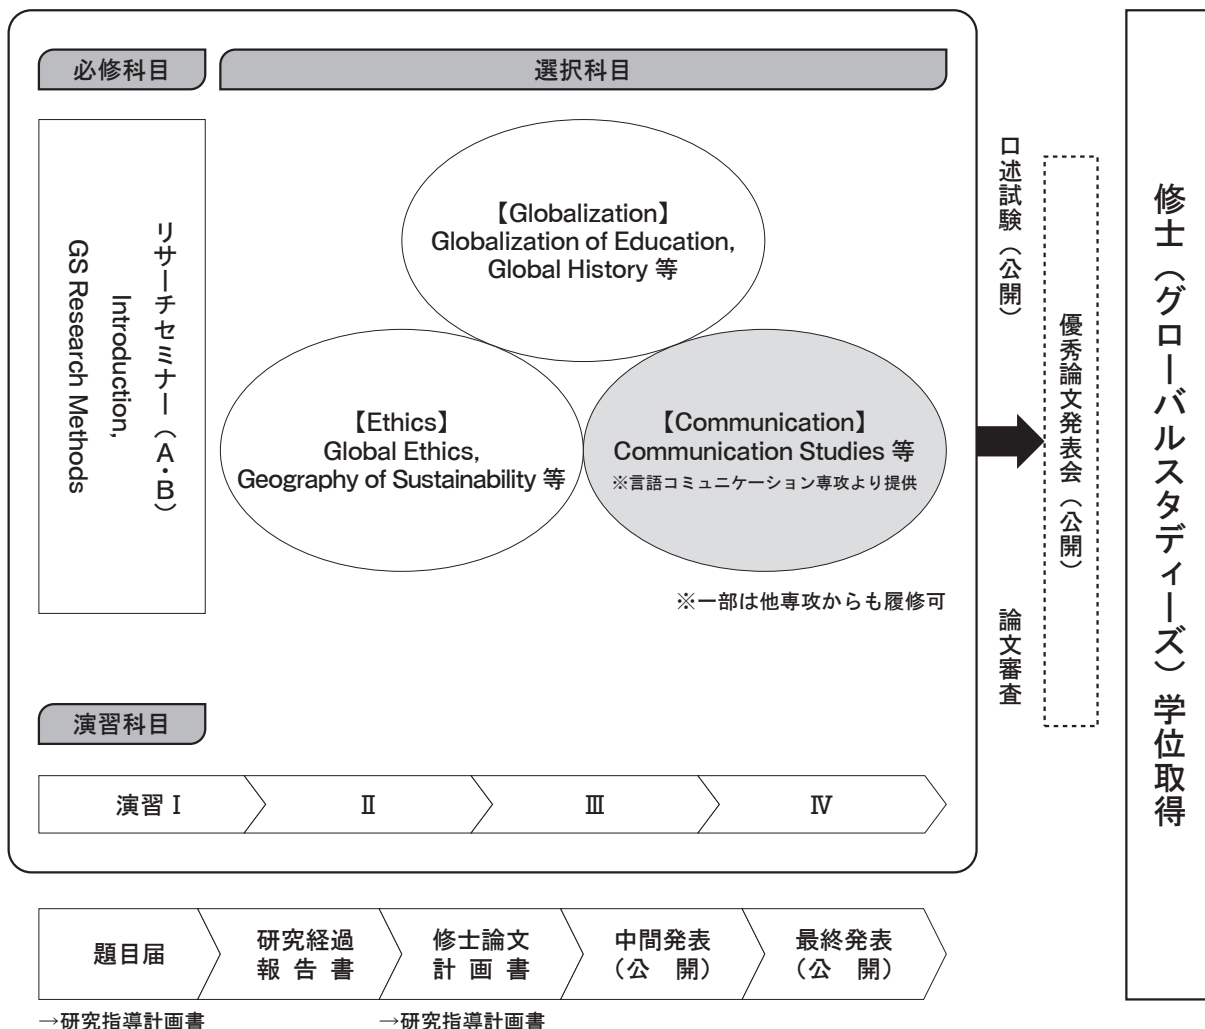 必修科目
選択科目
リサーチセミナー（A・B）
Introduction,
GS Research Methods
【Globalization】
Globalization of Education,
Global History 等
【Ethics】
Global Ethics,
Geography of Sustainability 等
【Communication】
Communication Studies 等
※言語コミュニケーション専攻より提供
※一部は他専攻からも履修可
演習科目
演習 Ⅰ
Ⅱ
Ⅲ
Ⅳ
口述試験（公開）
論文審査
優秀論文発表会（公開）
修士（グローバルスタディーズ）学位取得
題目届
研究経過
報 告 書
修士論文
計 画 書
中間発表
（公　開）
最終発表
（公　開）
→研究指導計画書
→研究指導計画書